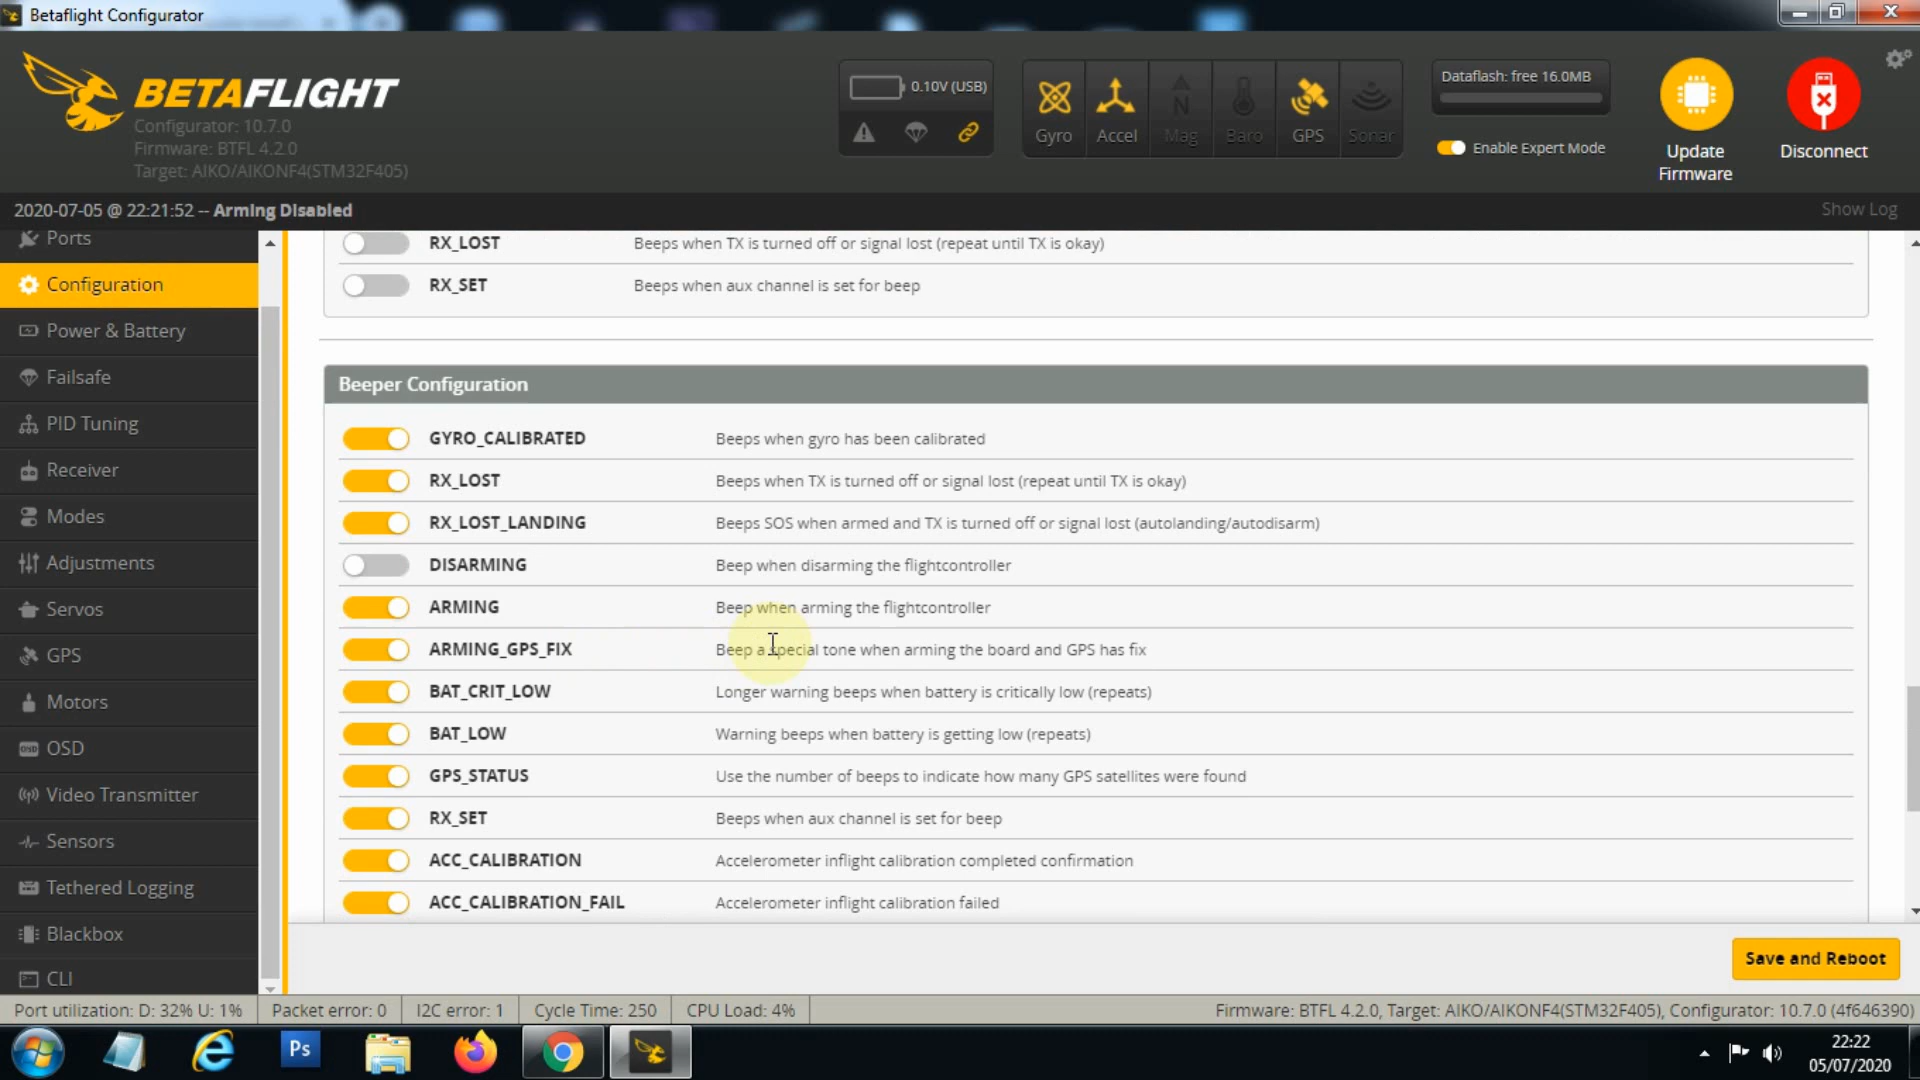 Betaflight Configurator
BETAFLIGHT
Configurator: 10.7.0
Firmware: BTFL 4.2.0
Target: AIKO/AIKONF4(STM32F405)
0.10V (USB)
Gyro
Accel
Mag
Baro
GPS
Sonar
Dataflash: free 16.0MB
Enable Expert Mode
Update
Firmware
Disconnect
2020-07-05 @ 22:21:52 -- Arming Disabled
Show Log
Ports
Configuration
Power & Battery
Failsafe
PID Tuning
Receiver
Modes
Adjustments
Servos
GPS
Motors
OSD
Video Transmitter
Sensors
Tethered Logging
Blackbox
CLI
RX_LOST Beeps when TX is turned off or signal lost (repeat until TX is okay)
RX_SET Beeps when aux channel is set for beep
Beeper Configuration
GYRO_CALIBRATED Beeps when gyro has been calibrated
RX_LOST Beeps when TX is turned off or signal lost (repeat until TX is okay)
RX_LOST_LANDING Beeps SOS when armed and TX is turned off or signal lost (autolanding/autodisarm)
DISARMING Beep when disarming the flightcontroller
ARMING Beep when arming the flightcontroller
ARMING_GPS_FIX Beep a special tone when arming the board and GPS has fix
BAT_CRIT_LOW Longer warning beeps when battery is critically low (repeats)
BAT_LOW Warning beeps when battery is getting low (repeats)
GPS_STATUS Use the number of beeps to indicate how many GPS satellites were found
RX_SET Beeps when aux channel is set for beep
ACC_CALIBRATION Accelerometer inflight calibration completed confirmation
ACC_CALIBRATION_FAIL Accelerometer inflight calibration failed
Save and Reboot
Port utilization: D: 32% U: 1% Packet error: 0 I2C error: 1 Cycle Time: 250 CPU Load: 4% Firmware: BTFL 4.2.0, Target: AIKO/AIKONF4(STM32F405), Configurator: 10.7.0 (4f646390)
Ps
22:22
05/07/2020